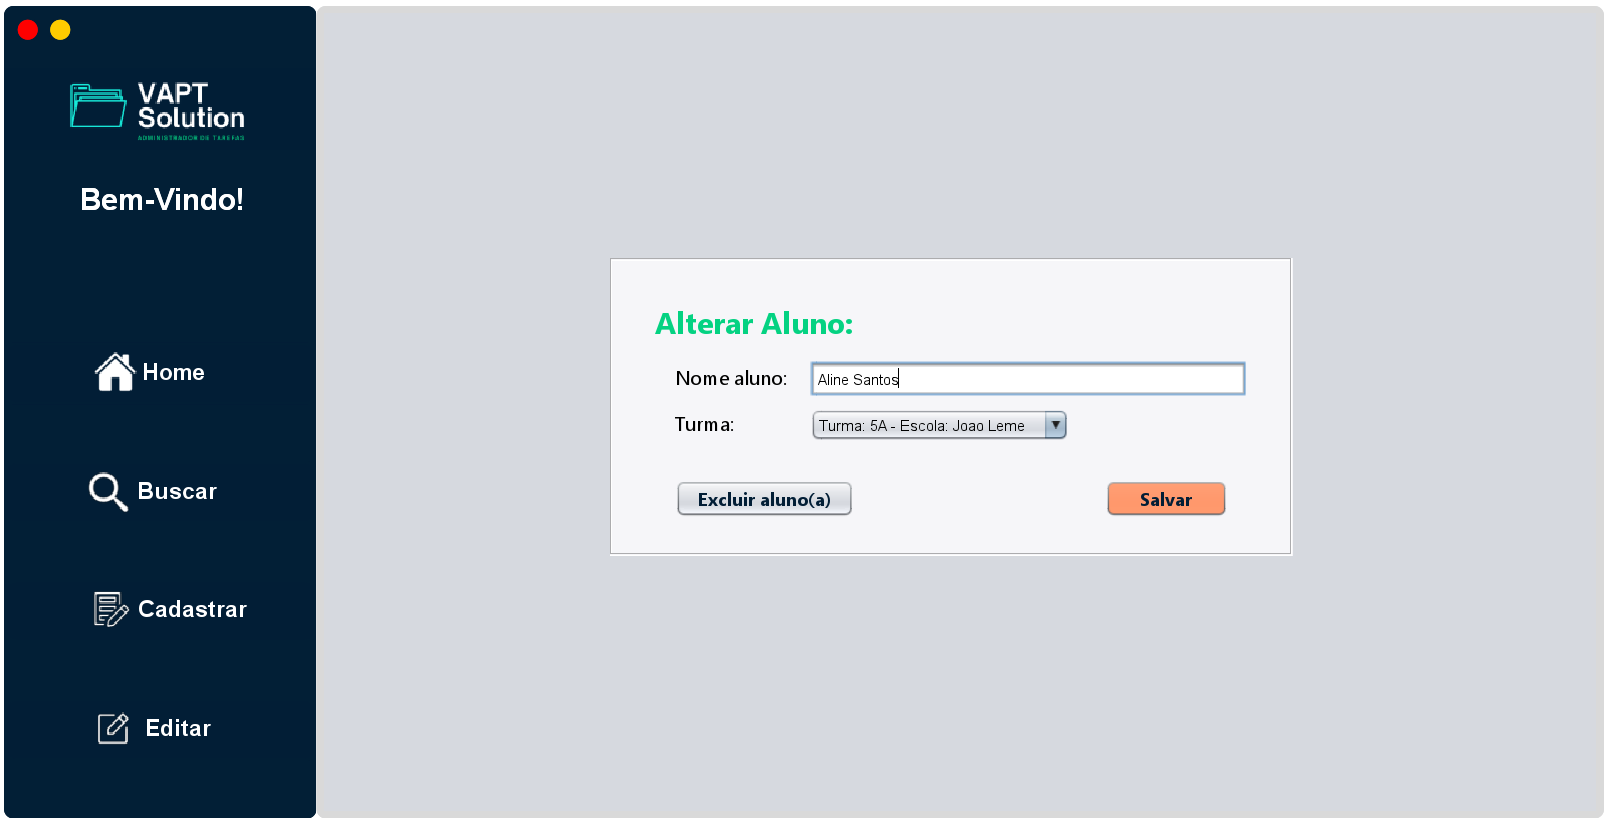 VAPT
Solution
ADMINISTRADOR DE TAREFAS
Bem-Vindo!
Home
Buscar
Cadastrar
Editar
Alterar Aluno:
Nome aluno: Aline Santos
Turma: Turma: 5A - Escola: Joao Leme
Excluir aluno(a) Salvar